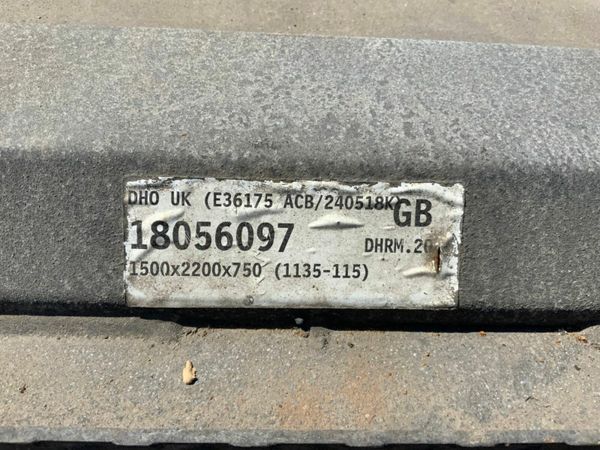 DHO UK (E36175 ACB/240518K)
GB
18056097
DHRM.20
1500x2200x750 (1135-115)